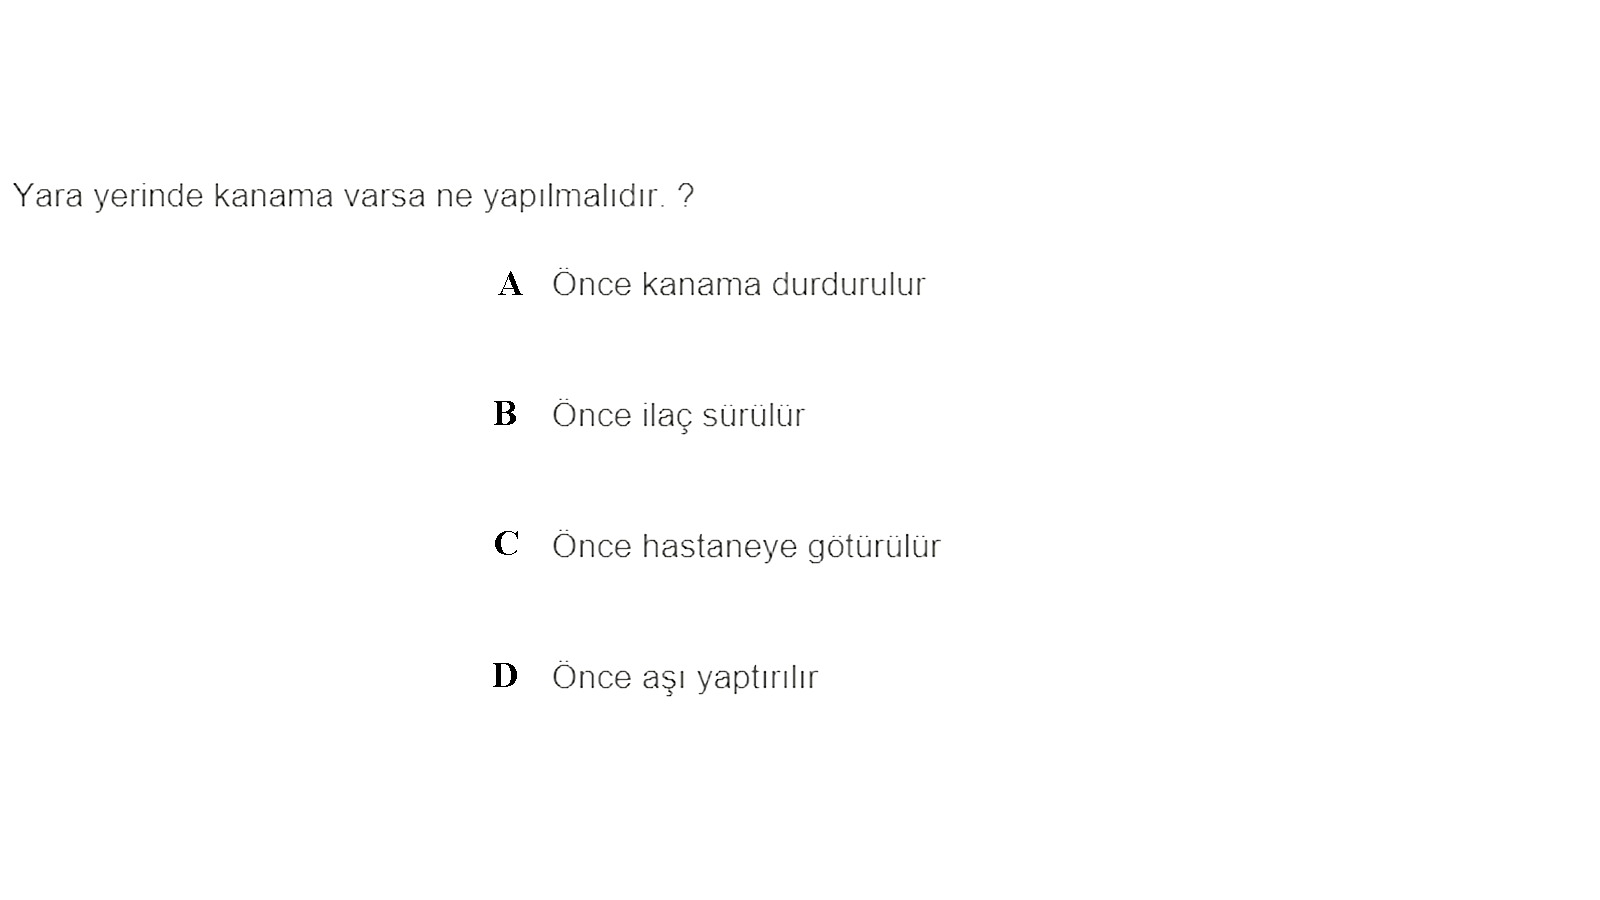 Yara yerinde kanama varsa ne yapılmalıdır. ?
A Önce kanama durdurulur
B Önce ilaç sürülür
C Önce hastaneye götürülür
D Önce aşı yaptırılır